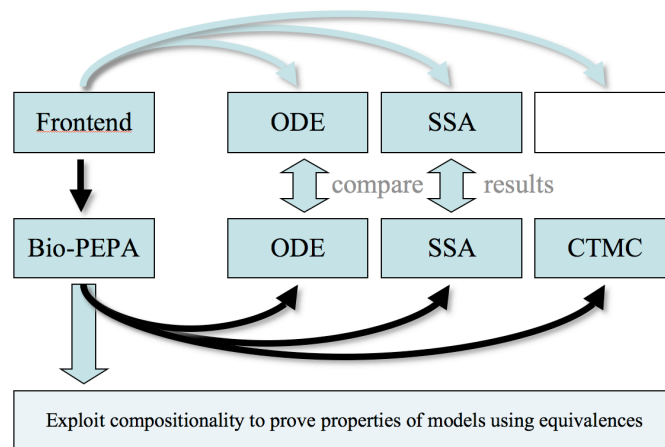 Frontend
ODE
SSA
compare
results
Bio-PEPA
ODE
SSA
CTMC
Exploit compositionality to prove properties of models using equivalences